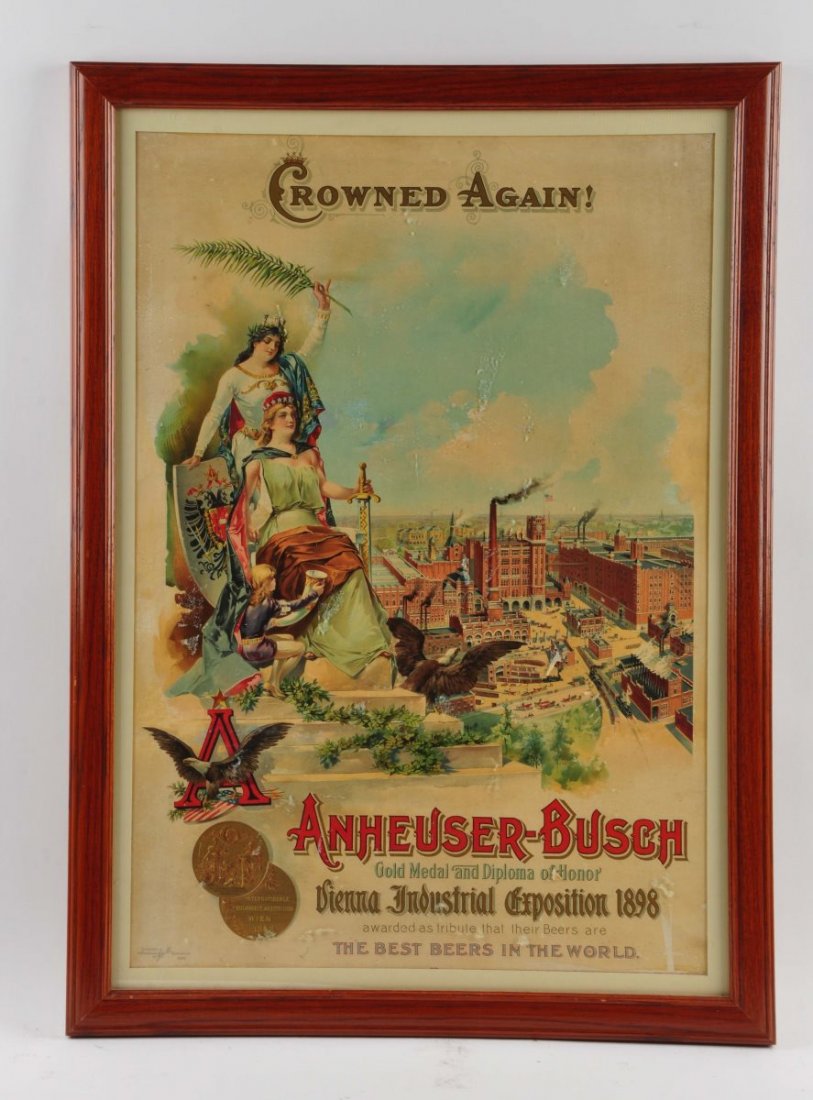 CROWNED AGAIN!
A
ANHEUSER-BUSCH
Gold Medal and Diploma of Honor
Vienna Industrial Exposition 1898
awarded as tribute that their Beers are
THE BEST BEERS IN THE WORLD.
WIEN